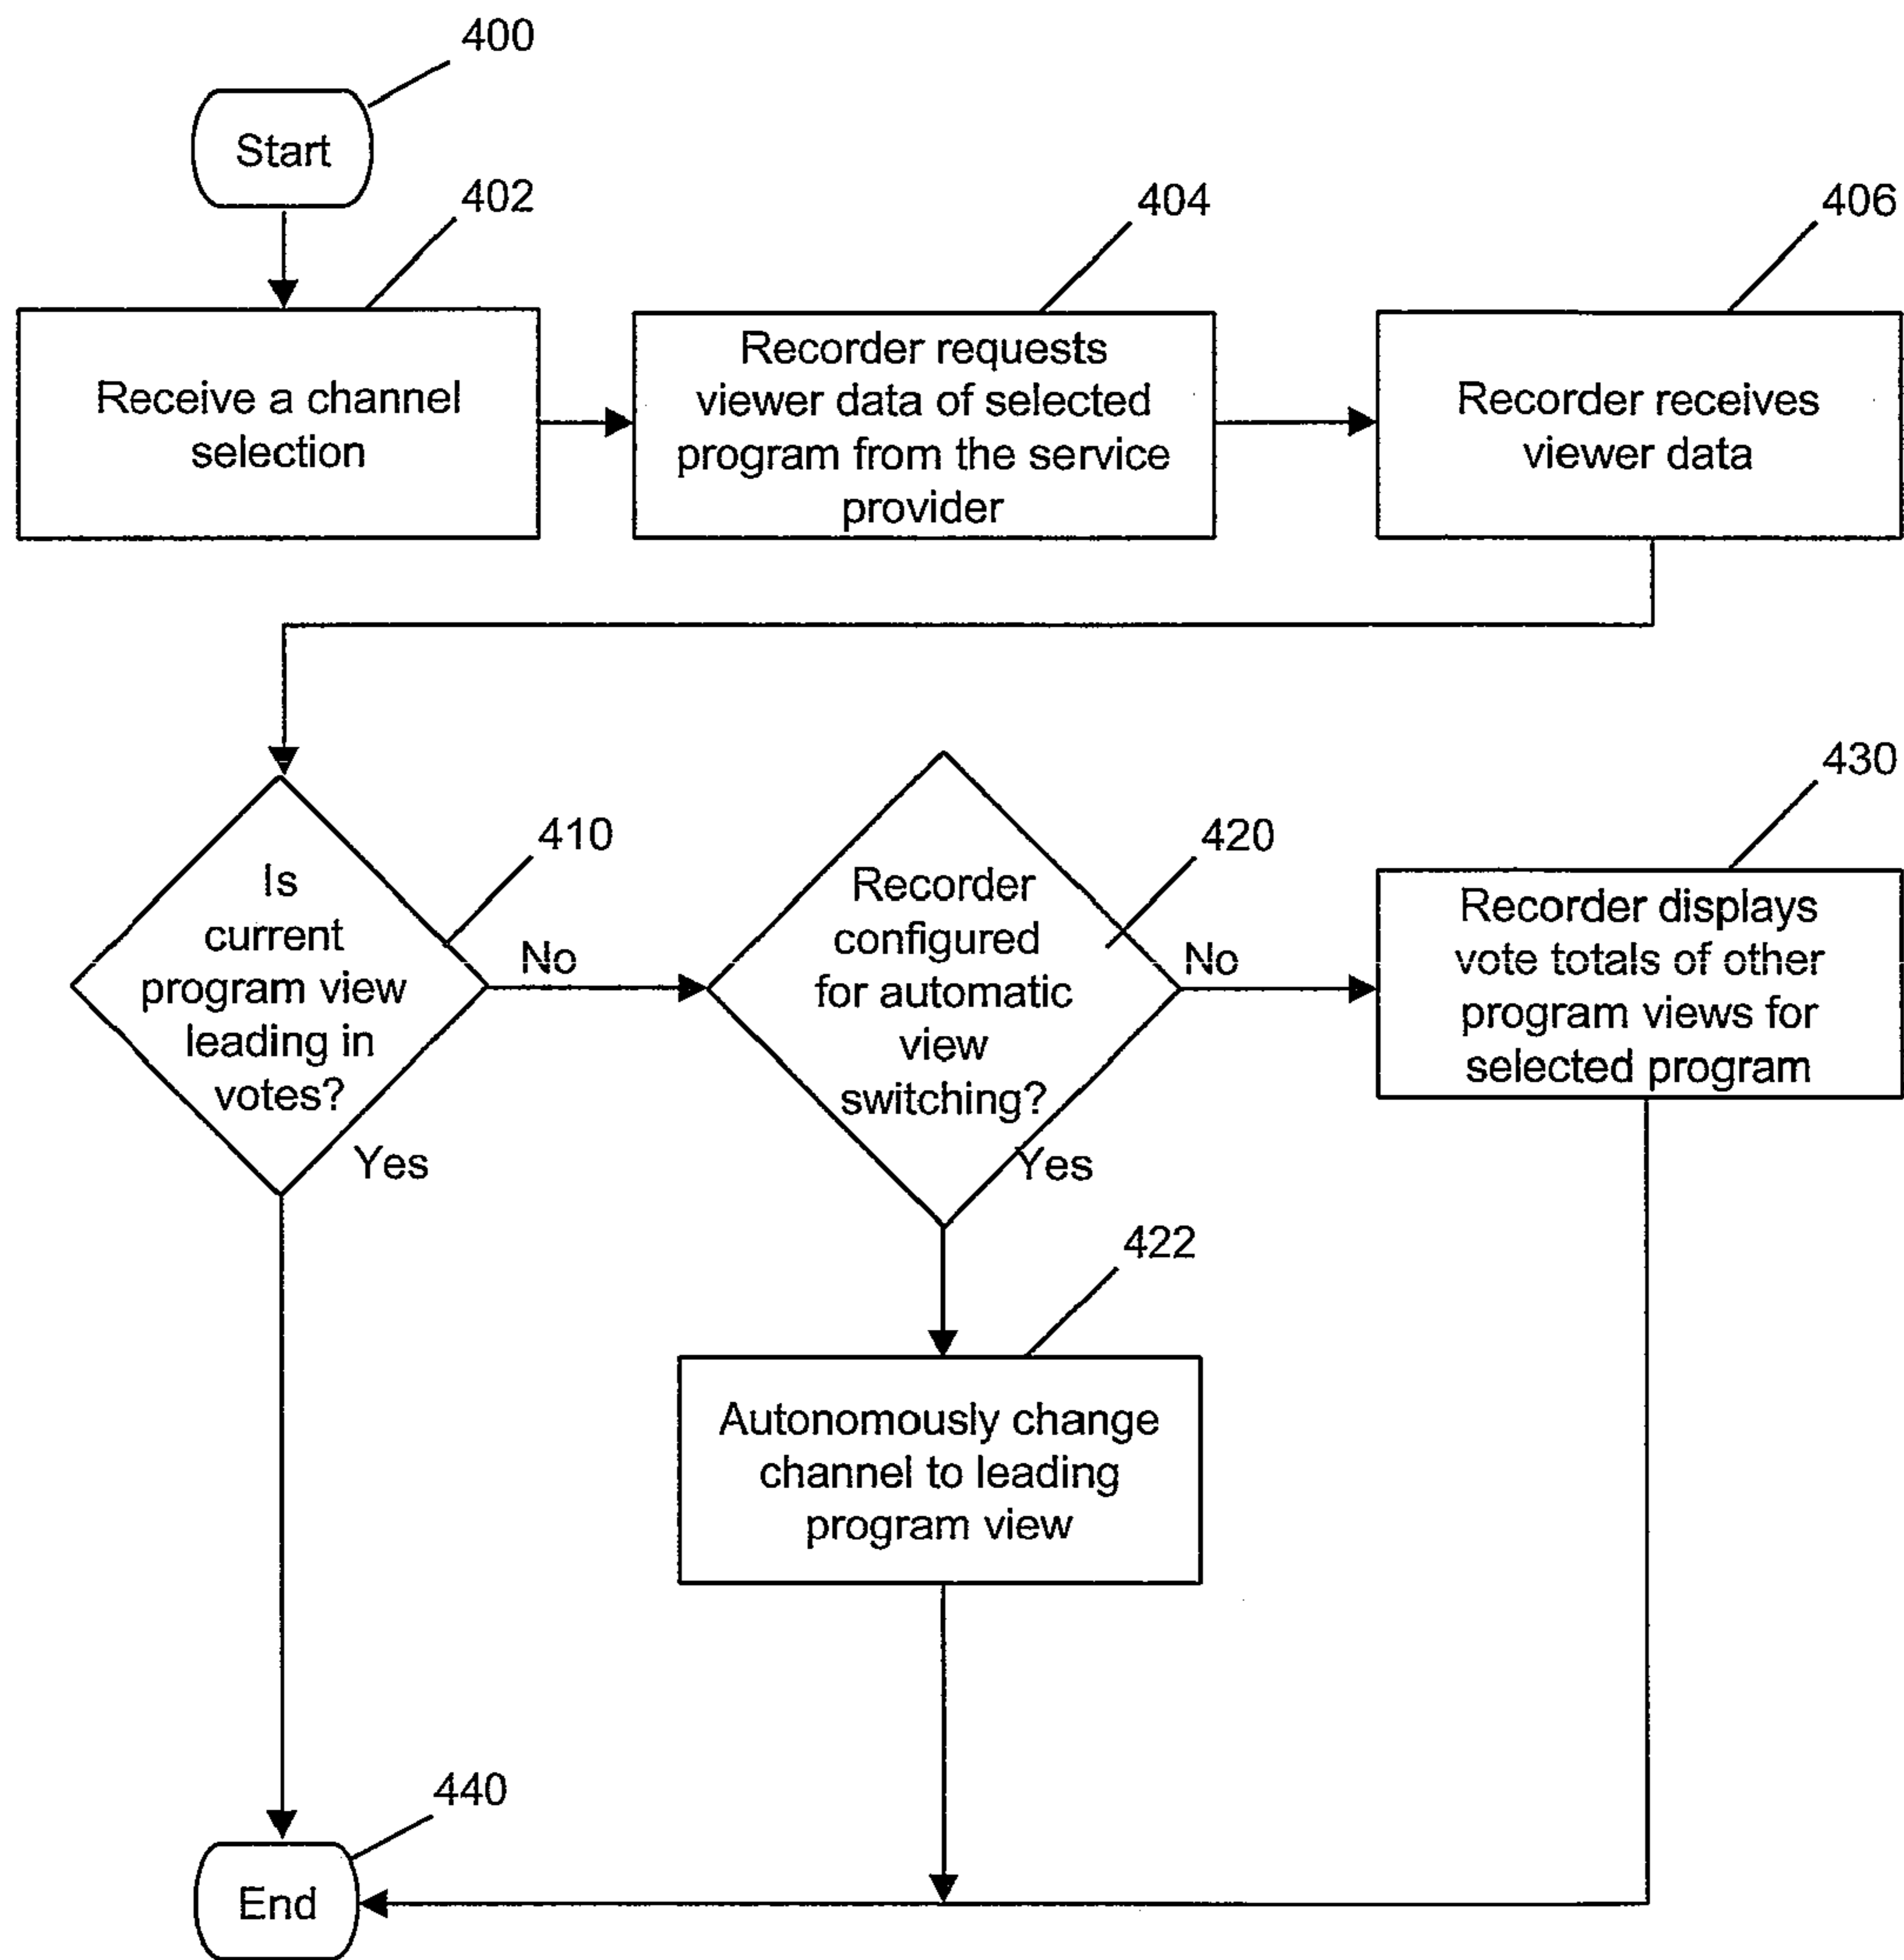 400
Start
402
404
406
Receive a channel
selection
Recorder requests
viewer data of selected
program from the service
provider
Recorder receives
viewer data
410
Is
current
program view
leading in
votes?
No
Yes
420
Recorder
configured
for automatic
view
switching?
No
Yes
430
Recorder displays
vote totals of other
program views for
selected program
422
Autonomously change
channel to leading
program view
440
End